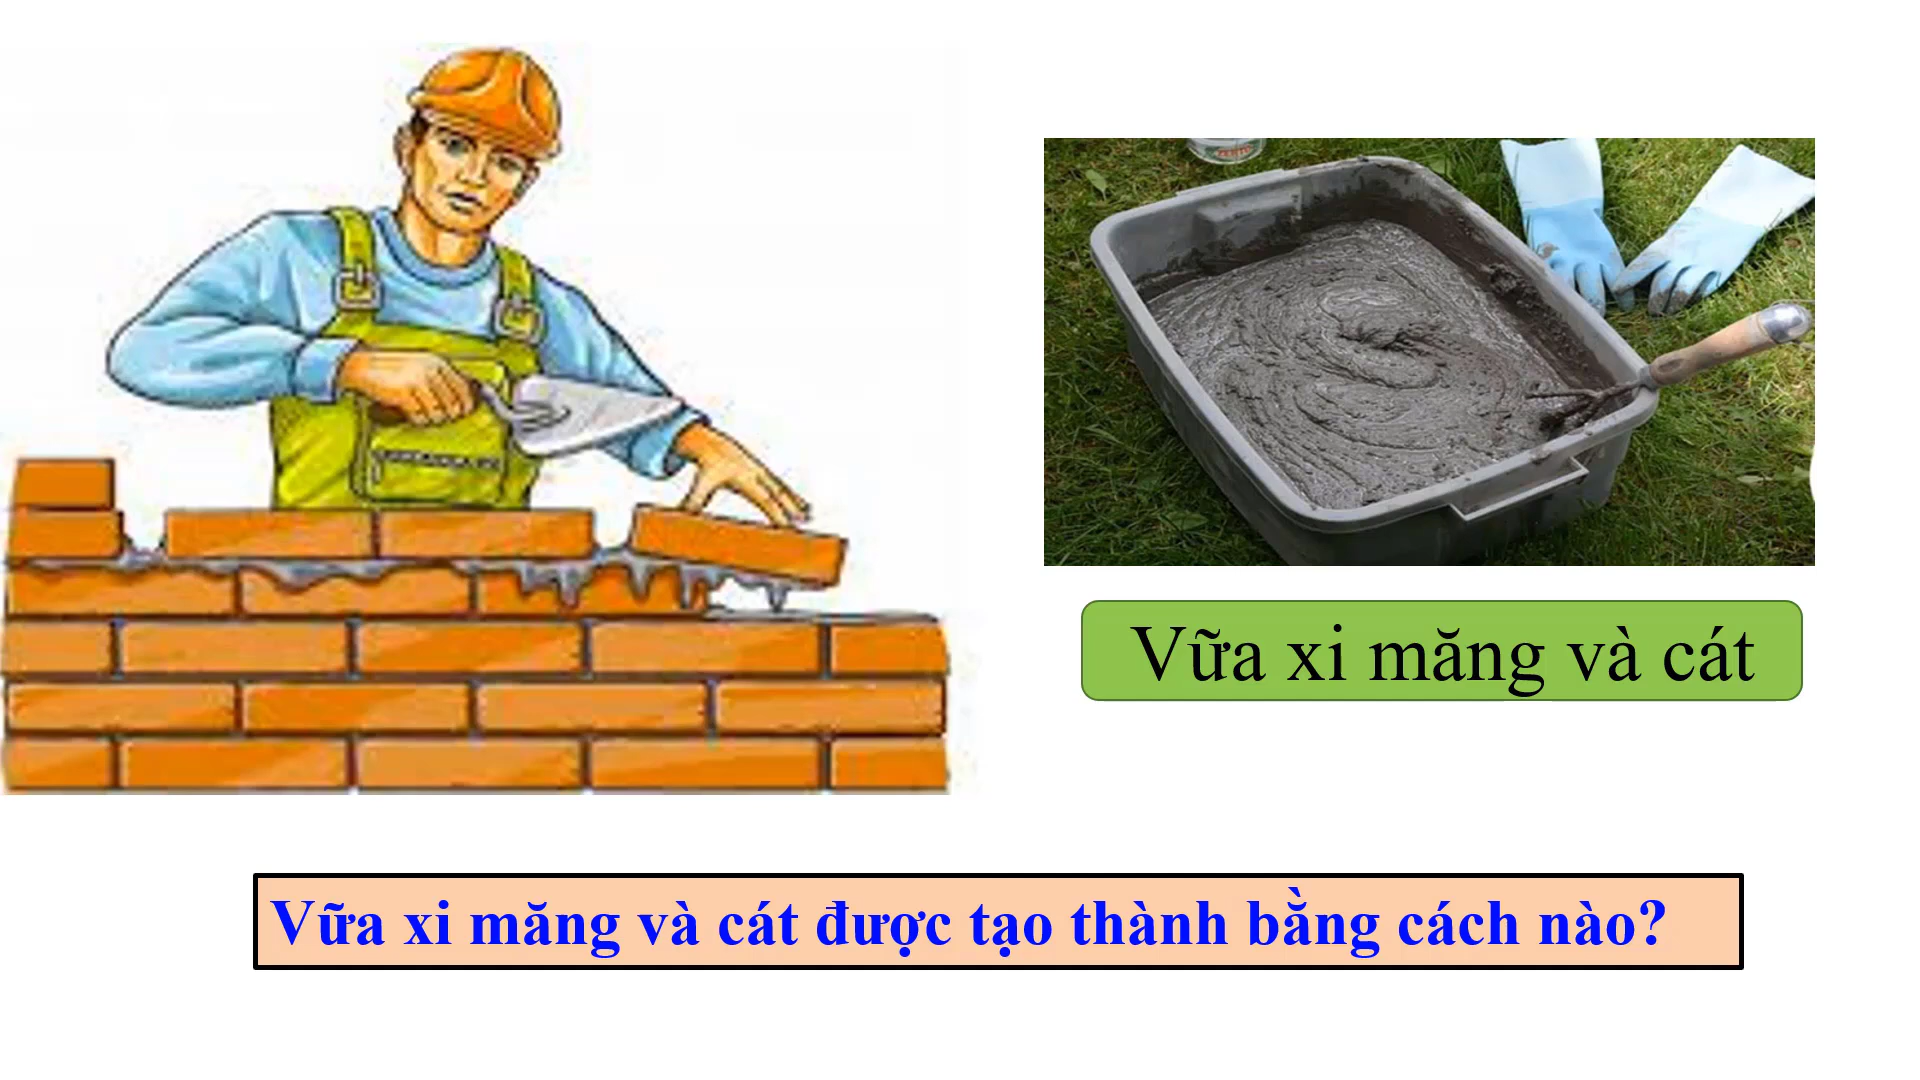 Vữa xi măng và cát
Vữa xi măng và cát được tạo thành bằng cách nào?